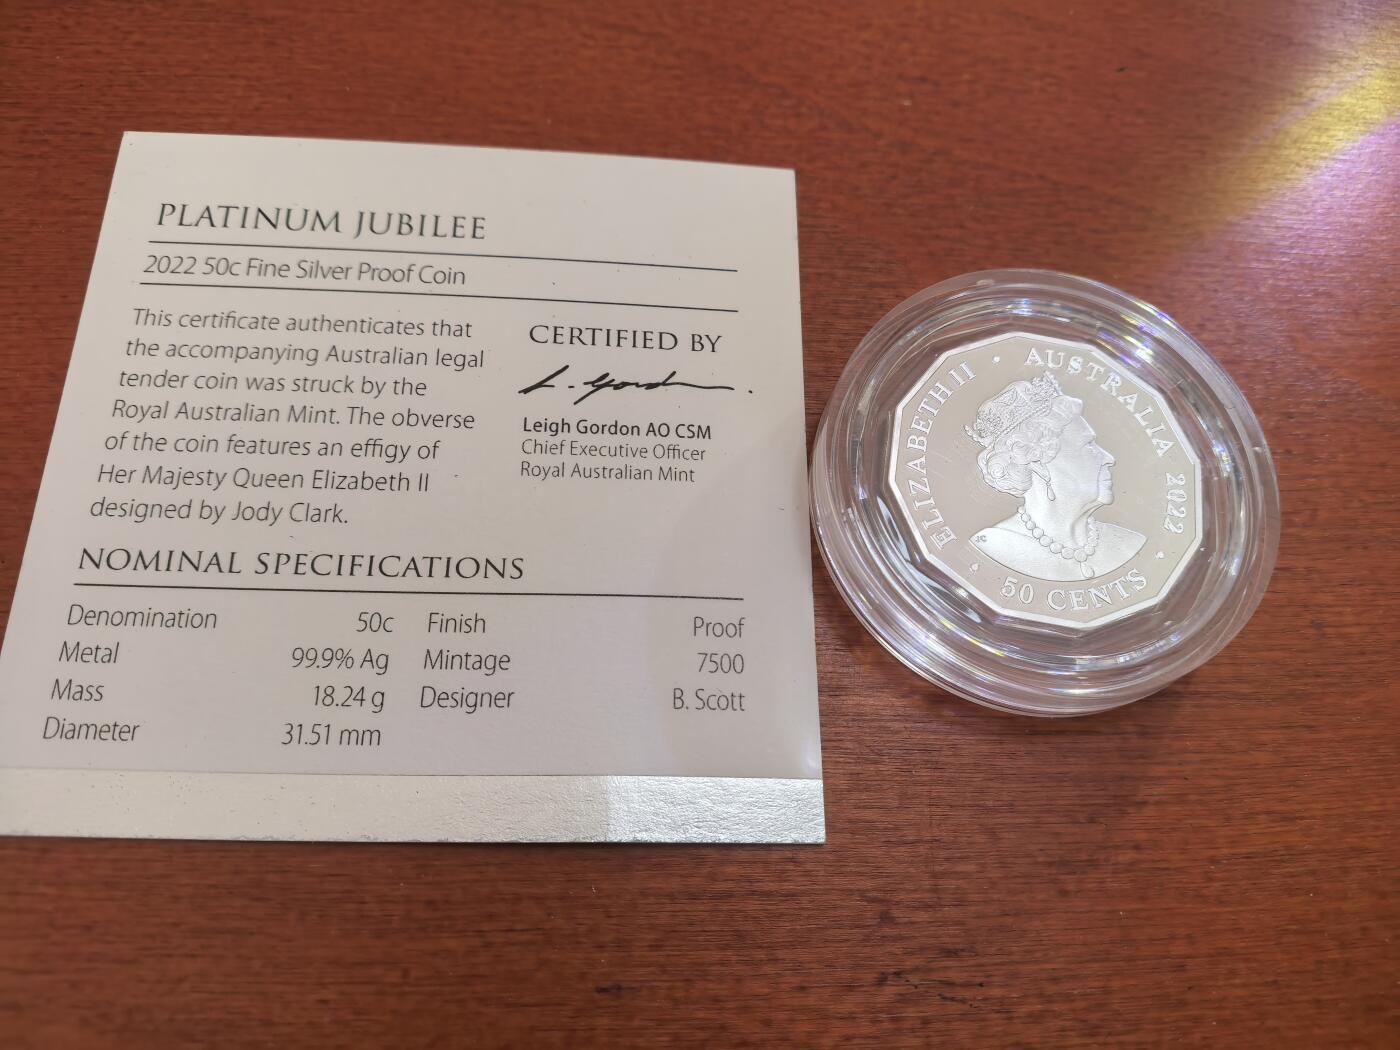 PLATINUM JUBILEE
2022 50c Fine Silver Proof Coin
This certificate authenticates that
the accompanying Australian legal
tender coin was struck by the
Royal Australian Mint. The obverse
of the coin features an effigy of
Her Majesty Queen Elizabeth II
designed by Jody Clark.
CERTIFIED BY
L. Gordon.
Leigh Gordon AO CSM
Chief Executive Officer
Royal Australian Mint
NOMINAL SPECIFICATIONS
Denomination 50c Finish Proof
Metal 99.9% Ag Mintage 7500
Mass 18.24 g Designer B. Scott
Diameter 31.51 mm
ELIZABETH II • AUSTRALIA 2022 •
50 CENTS •
JC